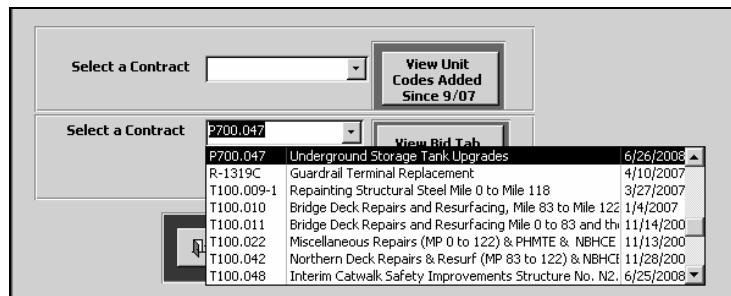 Select a Contract
View Unit
Codes Added
Since 9/07
Select a Contract P700.047
View Bid Tab
P700.047 Underground Storage Tank Upgrades 6/26/2008
R-1319C Guardrail Terminal Replacement 4/10/2007
T100.009-1 Repainting Structural Steel Mile 0 to Mile 118 3/27/2007
T100.010 Bridge Deck Repairs and Resurfacing, Mile 83 to Mile 122 1/4/2007
T100.011 Bridge Deck Repairs and Resurfacing Mile 0 to 83 and the 11/14/200
T100.022 Miscellaneous Repairs (MP 0 to 122) & PHMTE & NBHCE 11/13/200
T100.042 Northern Deck Repairs & Resurf (MP 83 to 122) & NBHCE 11/28/200
T100.048 Interim Catwalk Safety Improvements Structure No. N2. 6/25/2008